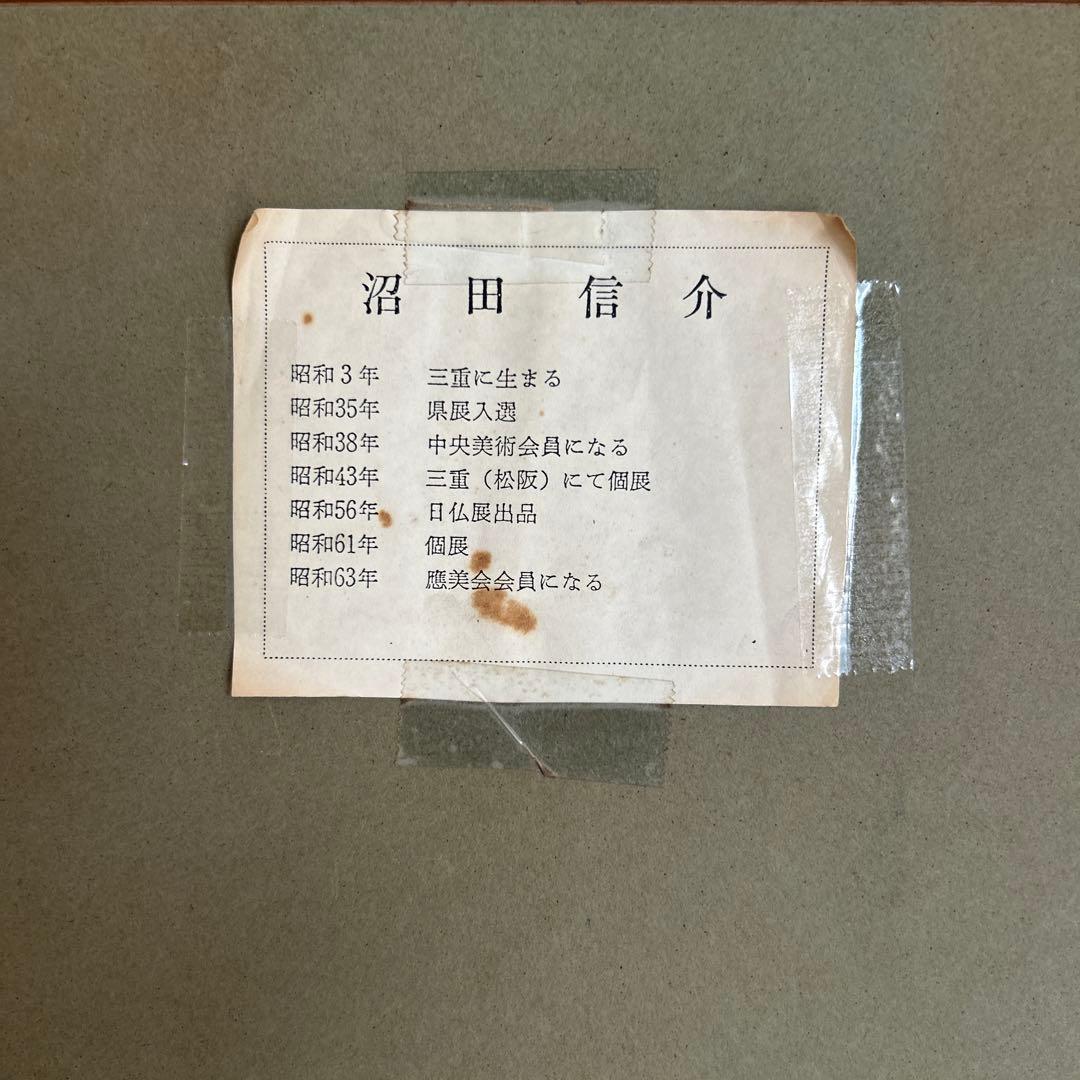 沼田信介
昭和3年 三重に生まる
昭和35年 県展入選
昭和38年 中央美術会員になる
昭和43年 三重（松阪）にて個展
昭和56年 日仏展出品
昭和61年 個展
昭和63年 應美会会員になる